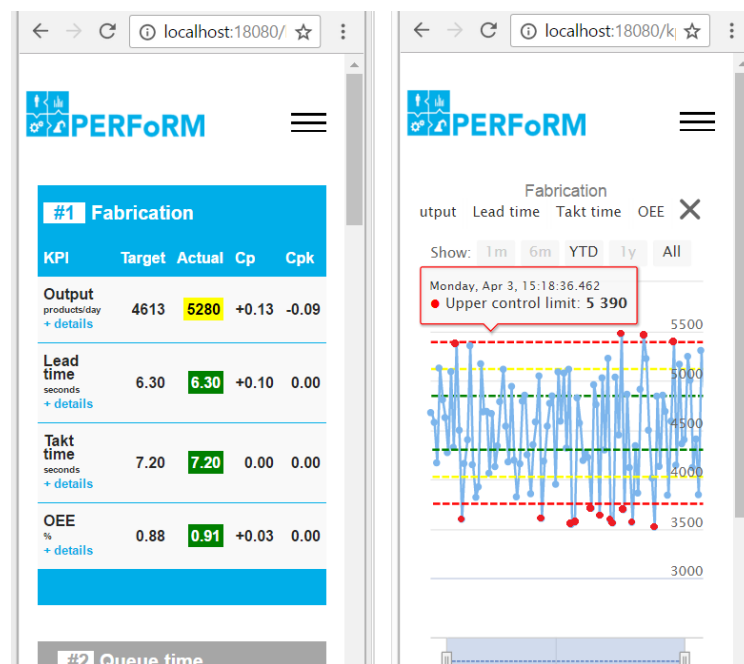 localhost:18080/
PERFoRM
#1 Fabrication
KPI Target Actual Cp Cpk
Output
products/day
+ details
4613 5280 +0.13 -0.09
Lead
time
seconds
+ details
6.30 6.30 +0.10 0.00
Takt
time
seconds
+ details
7.20 7.20 0.00 0.00
OEE
%
+ details
0.88 0.91 +0.03 0.00
#2 Queue time
localhost:18080/k
PERFoRM
Fabrication
utput Lead time Takt time OEE
Show: 1m 6m YTD 1y All
Monday, Apr 3, 15:18:36.462
Upper control limit: 5 390
5500
5000
4500
4000
3500
3000